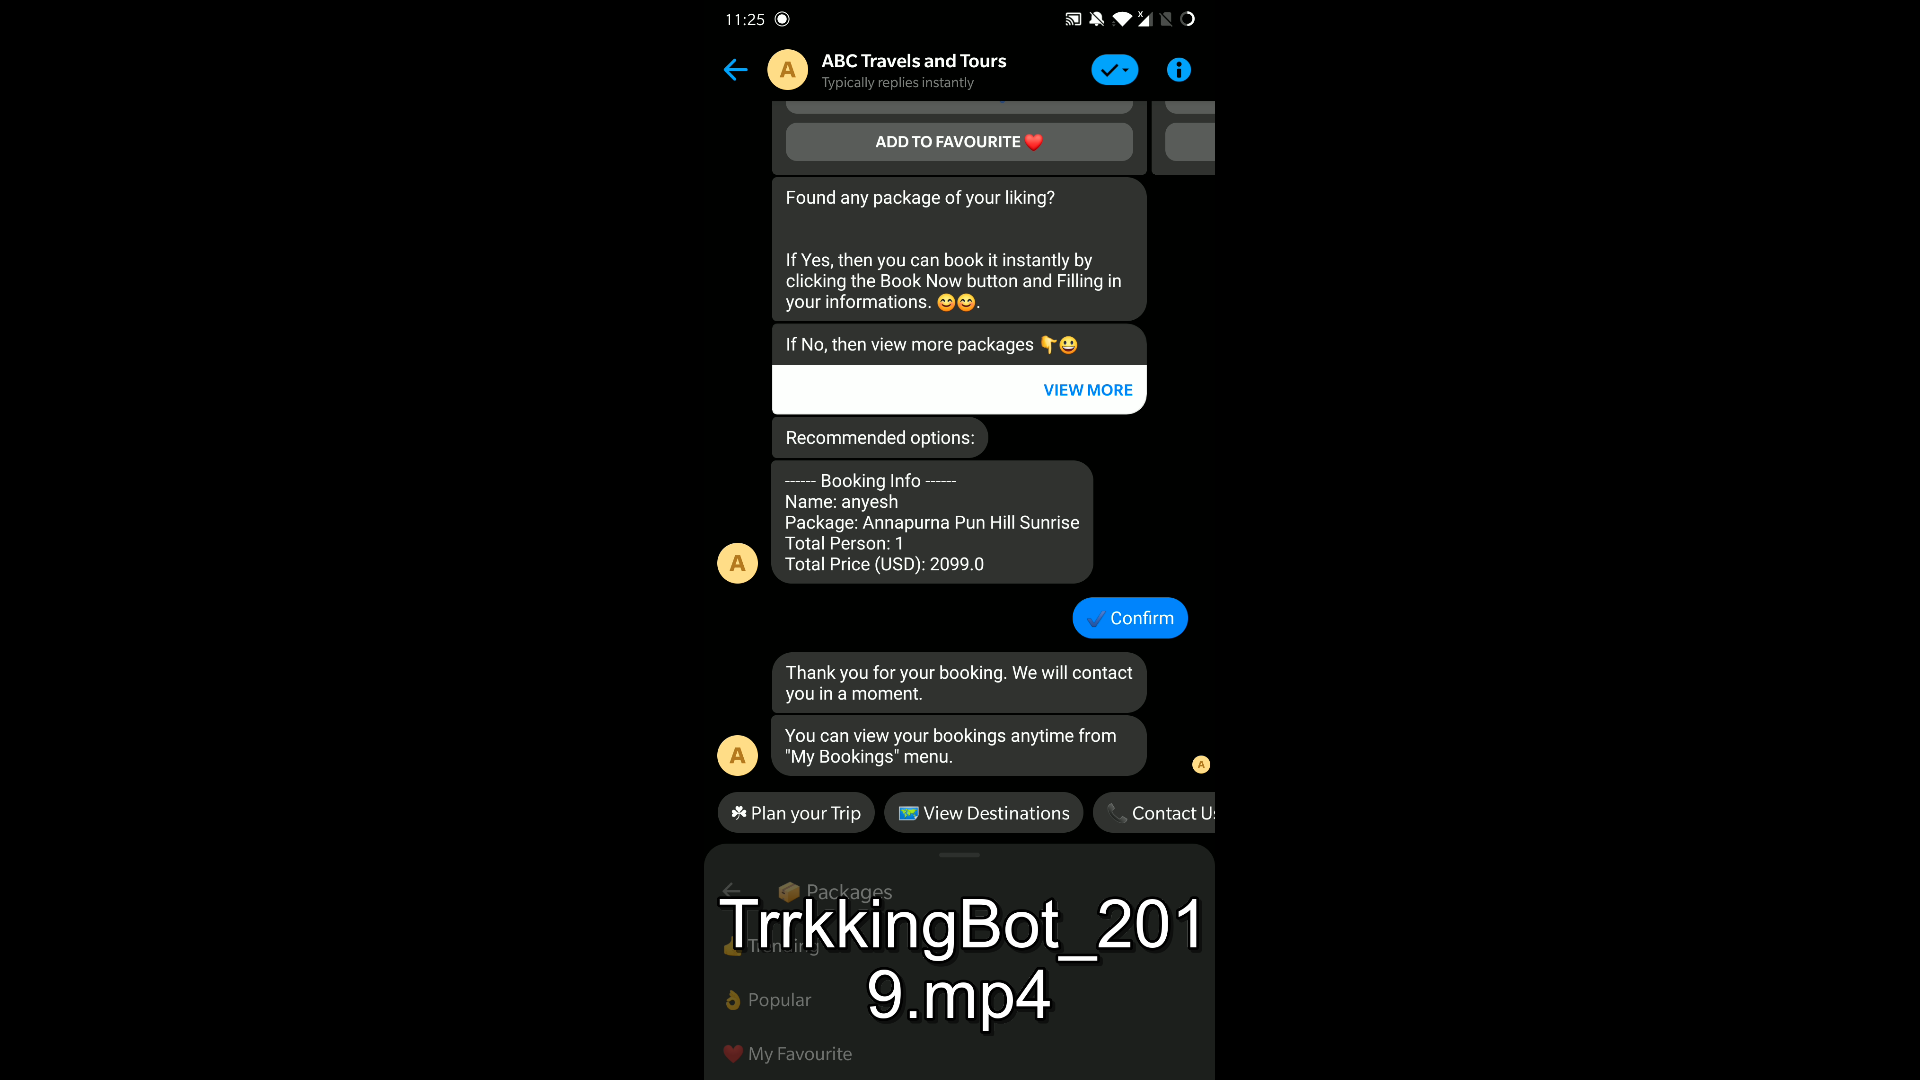 11:25
A ABC Travels and Tours
Typically replies instantly
ADD TO FAVOURITE ❤️
Found any package of your liking?
If Yes, then you can book it instantly by
clicking the Book Now button and Filling in
your informations. 😊😊.
If No, then view more packages 👇😃
VIEW MORE
Recommended options:
------ Booking Info ------
Name: anyesh
Package: Annapurna Pun Hill Sunrise
Total Person: 1
Total Price (USD): 2099.0
A
✔️ Confirm
Thank you for your booking. We will contact
you in a moment.
You can view your bookings anytime from
"My Bookings" menu.
A
A
☘ Plan your Trip
🗺️ View Destinations
📞 Contact Us
📦 Packages
TrrkkingBot_201
9.mp4
Trending
👌 Popular
❤️ My Favourite